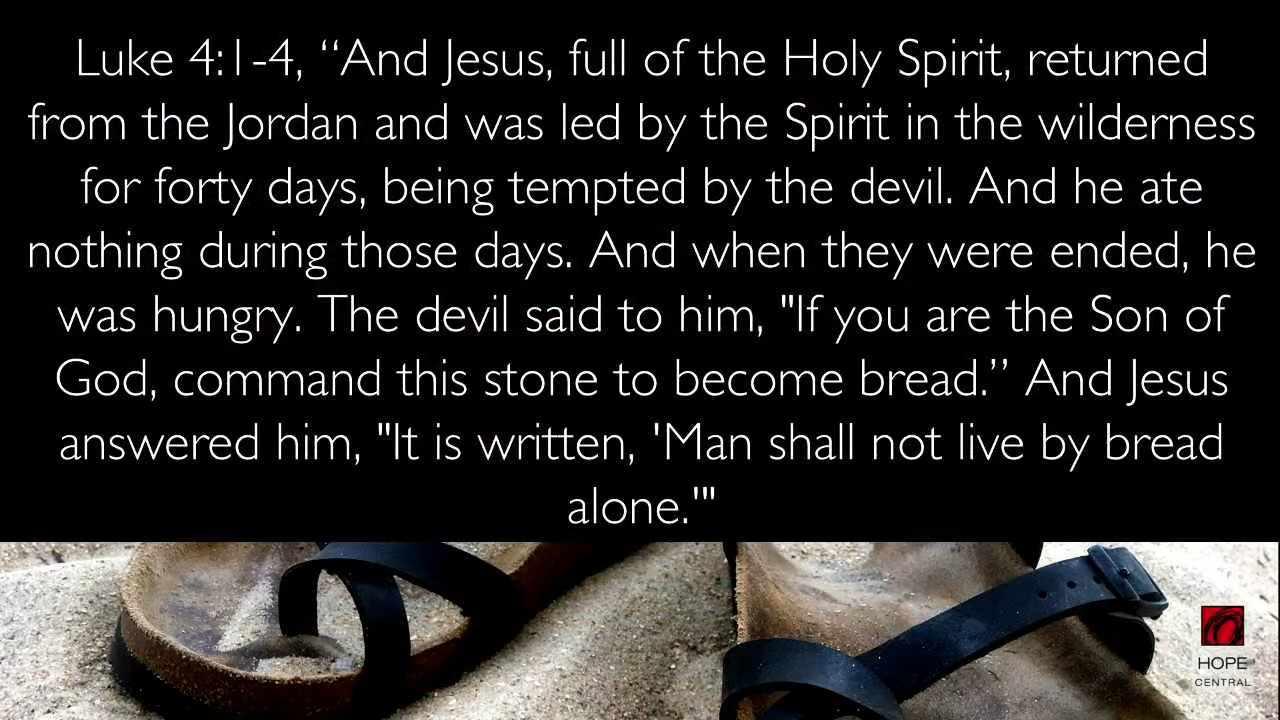 Luke 4:1-4, “And Jesus, full of the Holy Spirit, returned
from the Jordan and was led by the Spirit in the wilderness
for forty days, being tempted by the devil. And he ate
nothing during those days. And when they were ended, he
was hungry. The devil said to him, "If you are the Son of
God, command this stone to become bread.” And Jesus
answered him, "It is written, 'Man shall not live by bread
alone.'"
HOPE
CENTRAL